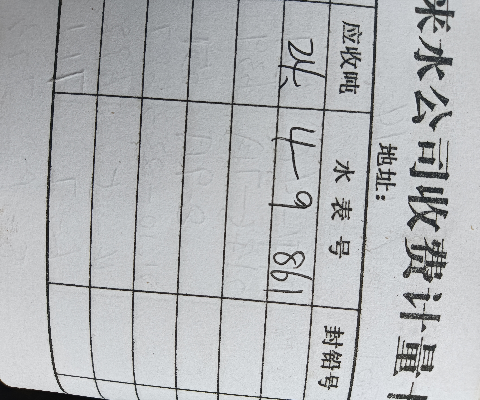 来水公司收费计量
地址：
应收吨 水表号 封铅号
24 4-9 861